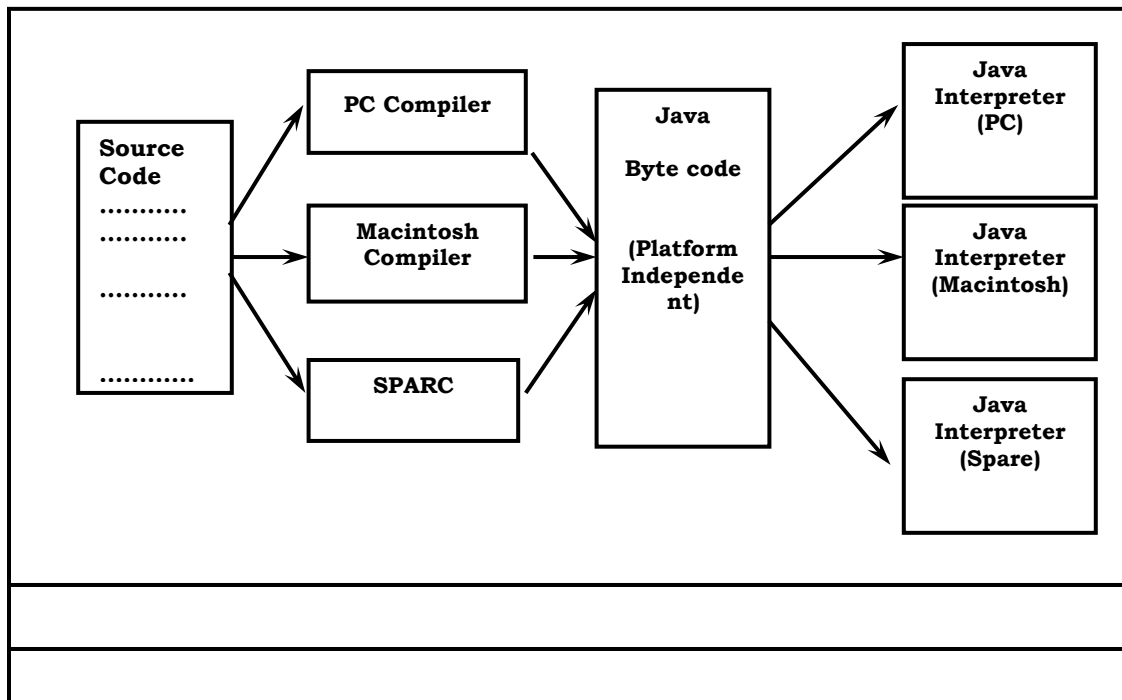 Source
Code
...........
...........
...........
............
PC Compiler
Macintosh
Compiler
SPARC
Java
Byte code
(Platform
Independe
nt)
Java
Interpreter
(PC)
Java
Interpreter
(Macintosh)
Java
Interpreter
(Spare)